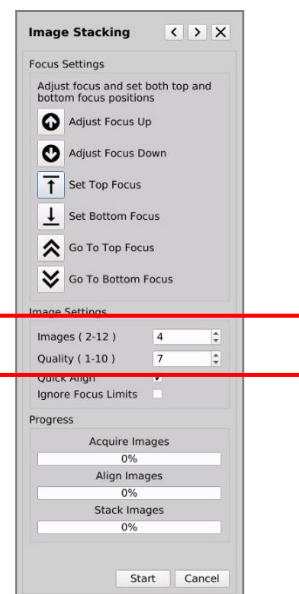 Image Stacking
Focus Settings
Adjust focus and set both top and
bottom focus positions
Adjust Focus Up
Adjust Focus Down
Set Top Focus
Set Bottom Focus
Go To Top Focus
Go To Bottom Focus
Image Settings
Images ( 2-12 ) 4
Quality ( 1-10 ) 7
Quick Align
Ignore Focus Limits
Progress
Acquire Images
0%
Align Images
0%
Stack Images
0%
Start Cancel